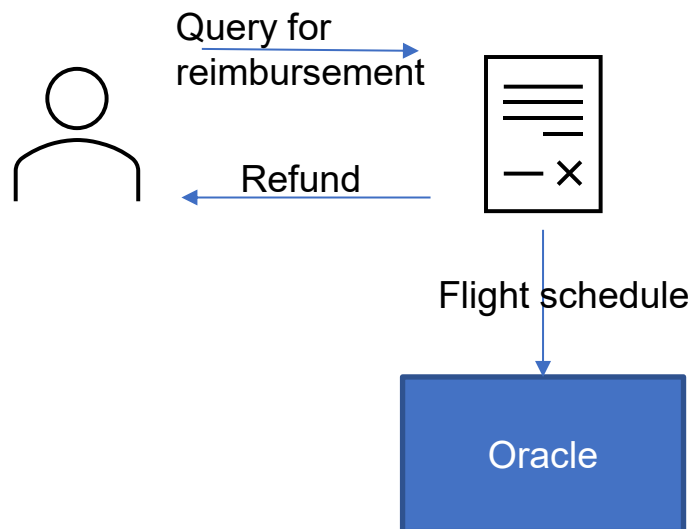 Query for
reimbursement
Refund
Flight schedule
Oracle